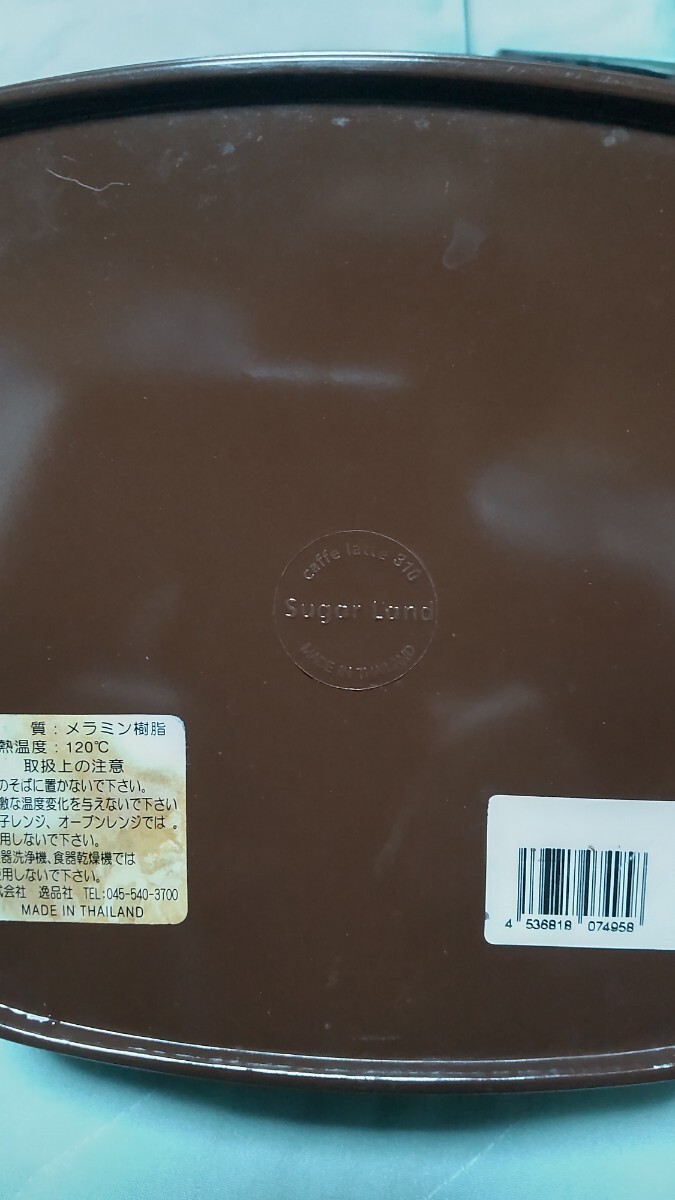 caffe latte 310
Sugar Land
MADE IN THAILAND
質：メラミン樹脂
熱温度：120℃
取扱上の注意
のそばに置かないで下さい。
激な温度変化を与えないで下さい
子レンジ、オーブンレンジでは 。
用しないで下さい。
器洗浄機、食器乾燥機では
使用しないで下さい。
式会社 逸品社 TEL:045-540-3700
MADE IN THAILAND
4 536818 074958